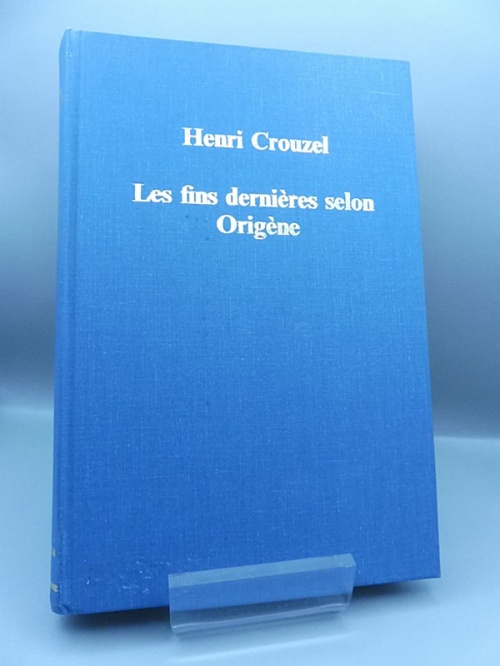 Henri Crouzel
Les fins dernières selon
Origène